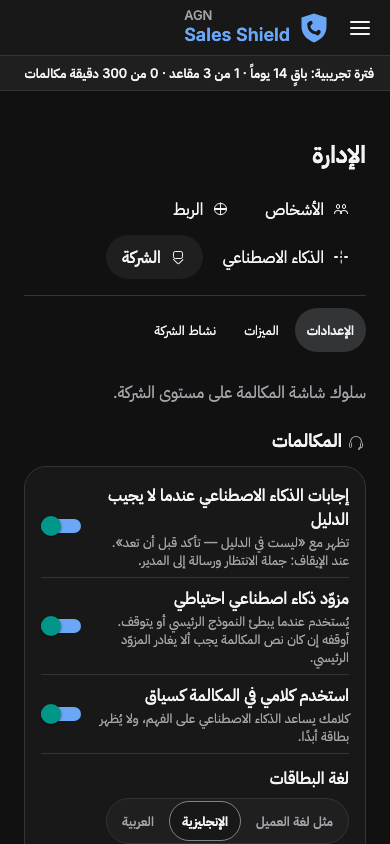 AGN
Sales Shield
فترة تجريبية: باقٍ 14 يوماً · 1 من 3 مقاعد · 0 من 300 دقيقة مكالمات
الإدارة
الأشخاص
الربط
الذكاء الاصطناعي
الشركة
الإعدادات
الميزات
نشاط الشركة
سلوك شاشة المكالمة على مستوى الشركة.
المكالمات
إجابات الذكاء الاصطناعي عندما لا يجيب
الدليل
تظهر مع «ليست في الدليل — تأكد قبل أن تعد».
عند الإيقاف: جملة الانتظار ورسالة إلى المدير.
مزوّد ذكاء اصطناعي احتياطي
يُستخدم عندما يبطئ النموذج الرئيسي أو يتوقف.
أوقفه إن كان نص المكالمة يجب ألا يغادر المزوّد
الرئيسي.
استخدم كلامي في المكالمة كسياق
كلامك يساعد الذكاء الاصطناعي على الفهم، ولا يُظهر
بطاقة أبدًا.
لغة البطاقات
مثل لغة العميل
الإنجليزية
العربية